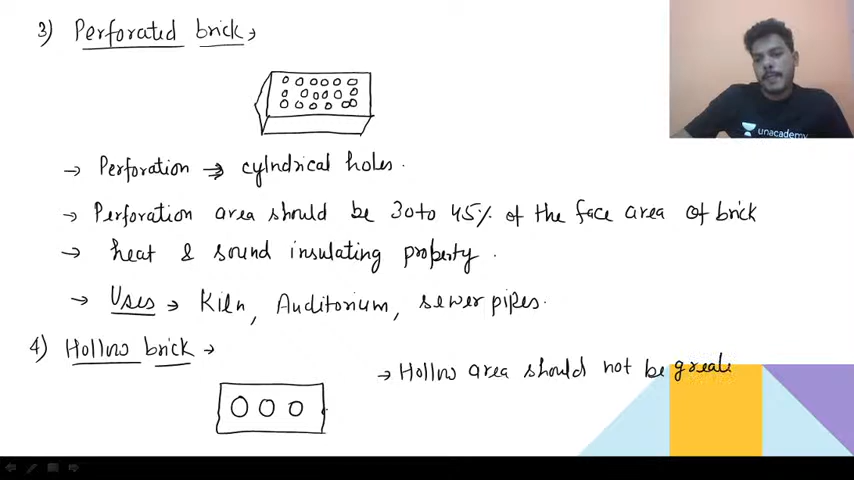 3) Perforated brick →
→ Perforation → cylindrical holes.
→ Perforation area should be 30 to 45% of the face area of brick
→ heat & sound insulating property.
→ Uses → Kiln, Auditorium, sewer pipes.
4) Hollow brick →
→ Hollow area should not be greate
unacademy